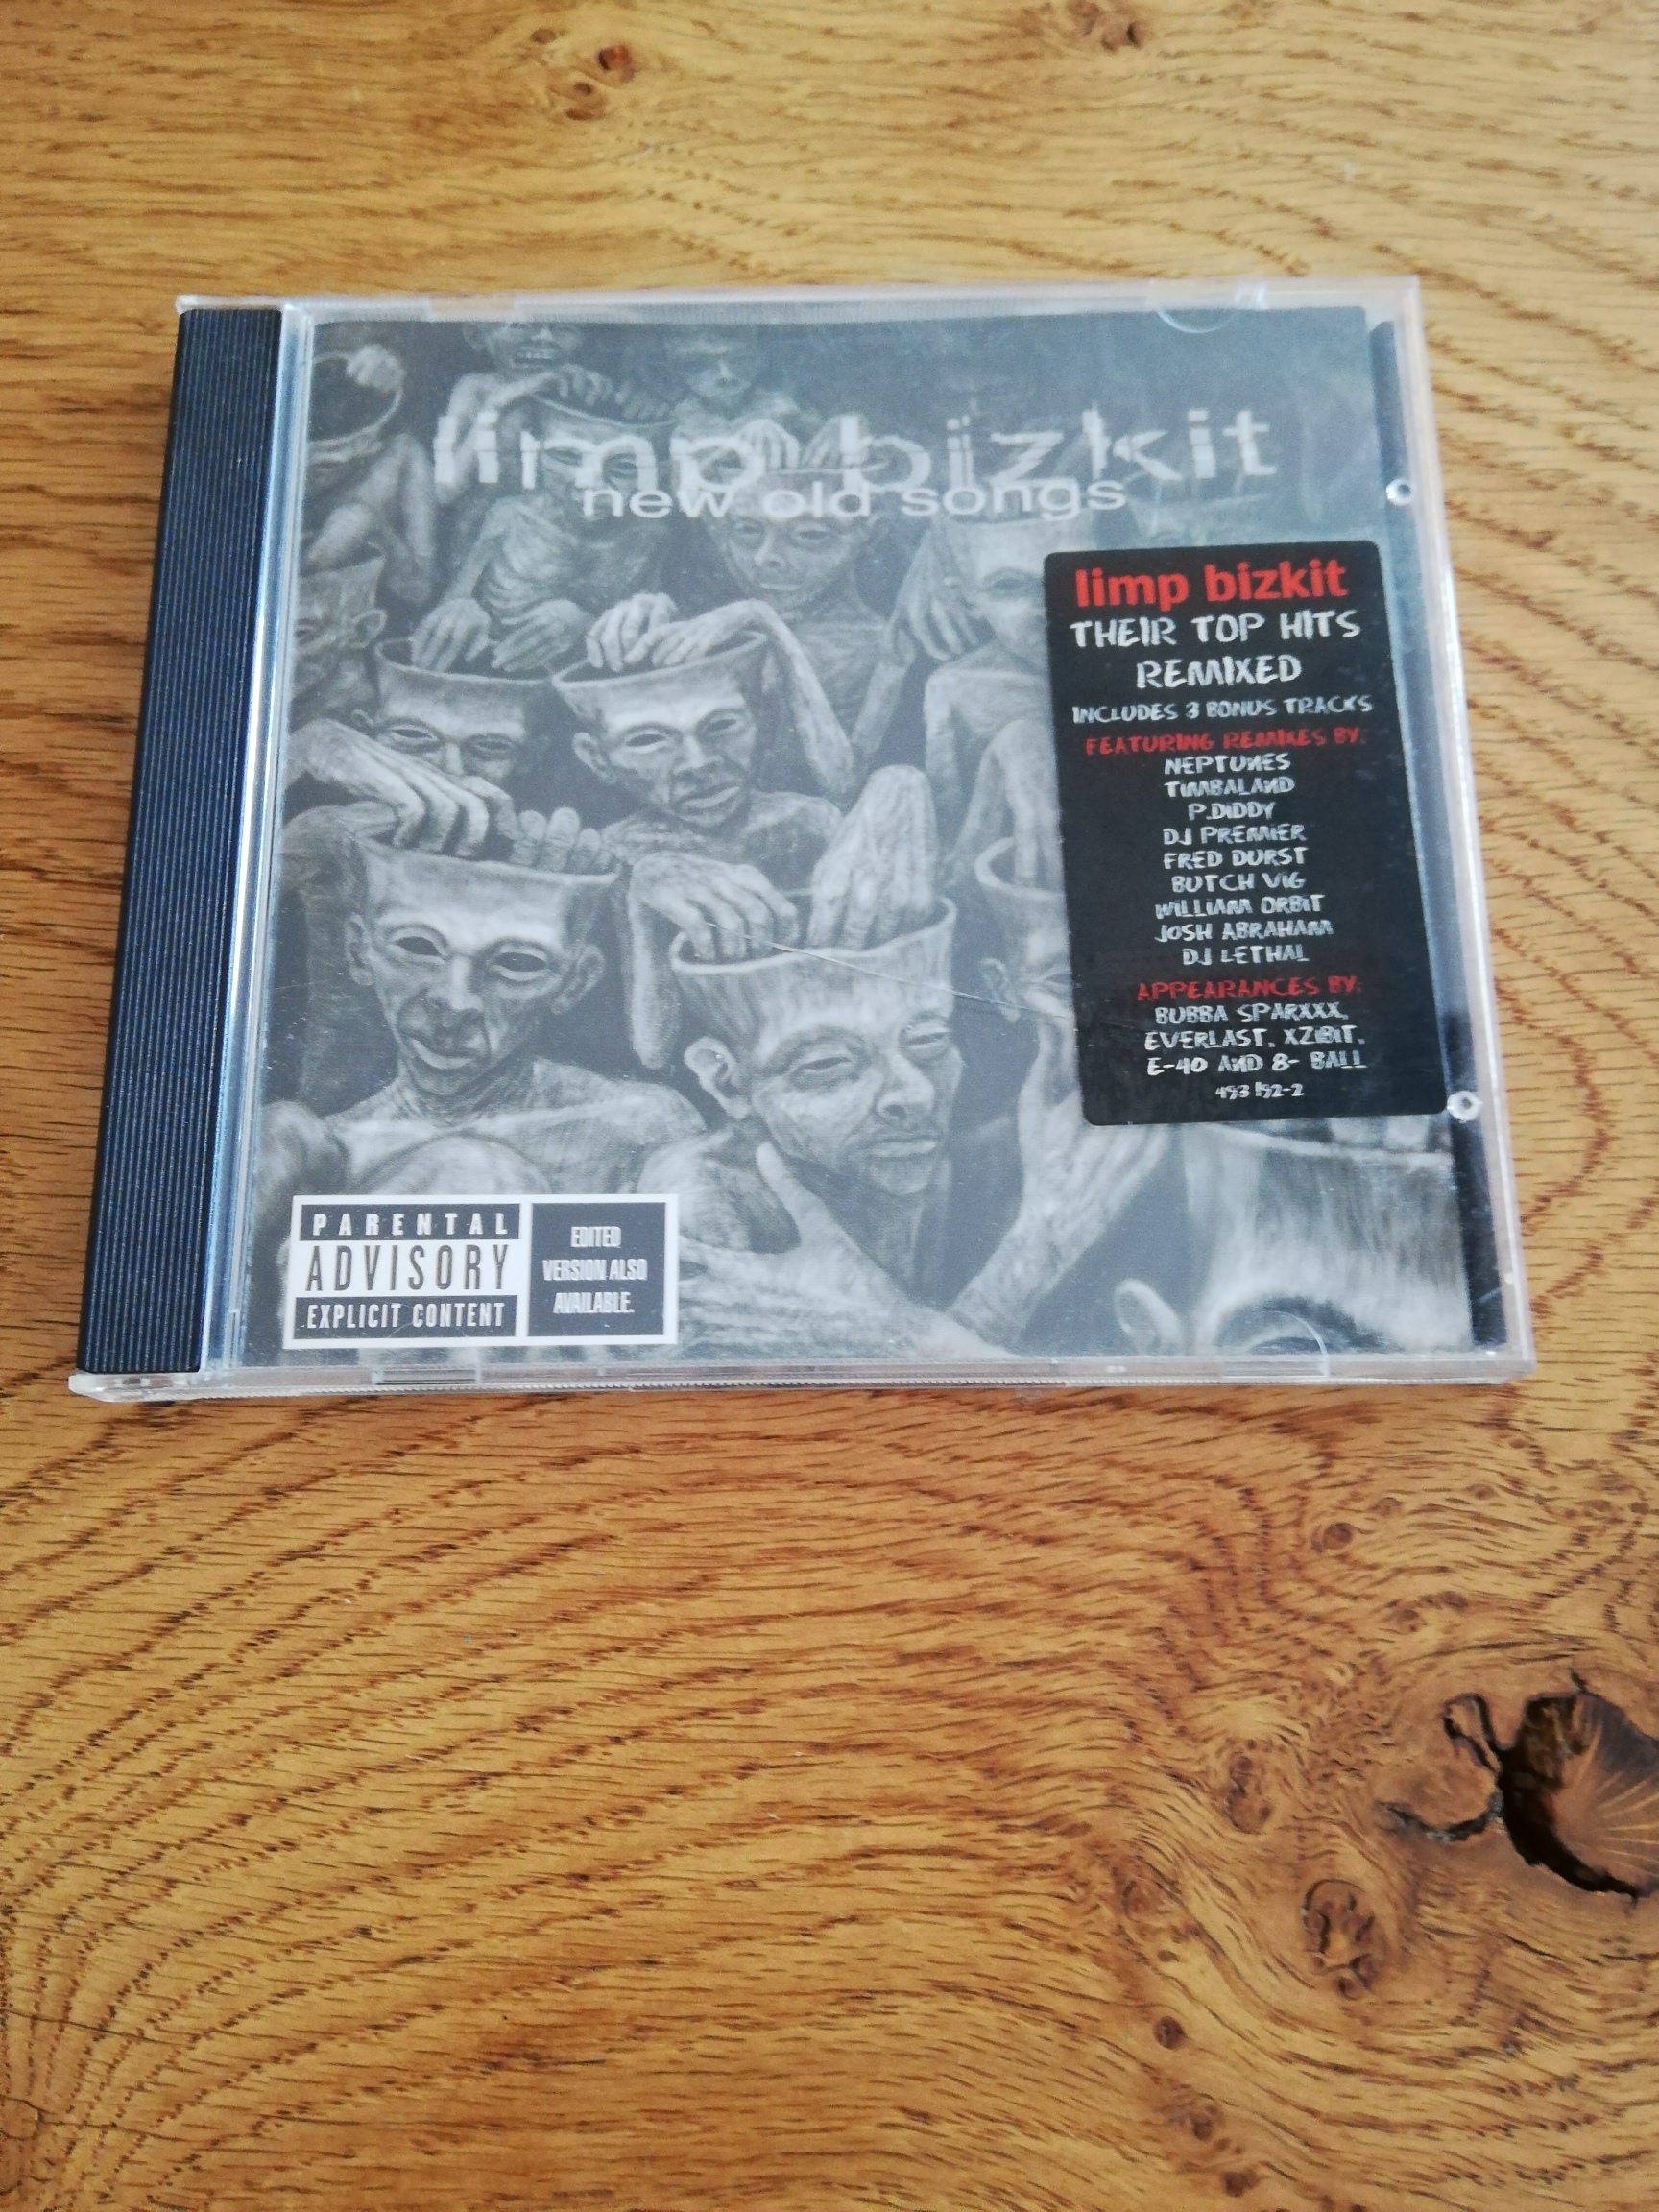 limp bizkit
new old songs
limp bizkit
THEIR TOP HITS
REMIXED
INCLUDES 3 BONUS TRACKS
FEATURING REMIXES BY:
NEPTUNES
TIMBALAND
P.DIDDY
DJ PREMIER
FRED DURST
BUTCH VIG
WILLIAM ORBIT
JOSH ABRAHAM
DJ LETHAL
APPEARANCES BY:
BUBBA SPARXXX,
EVERLAST, XZIBIT,
E-40 AND 8- BALL
493 192-2
PARENTAL
ADVISORY
EXPLICIT CONTENT
EDITED
VERSION ALSO
AVAILABLE.